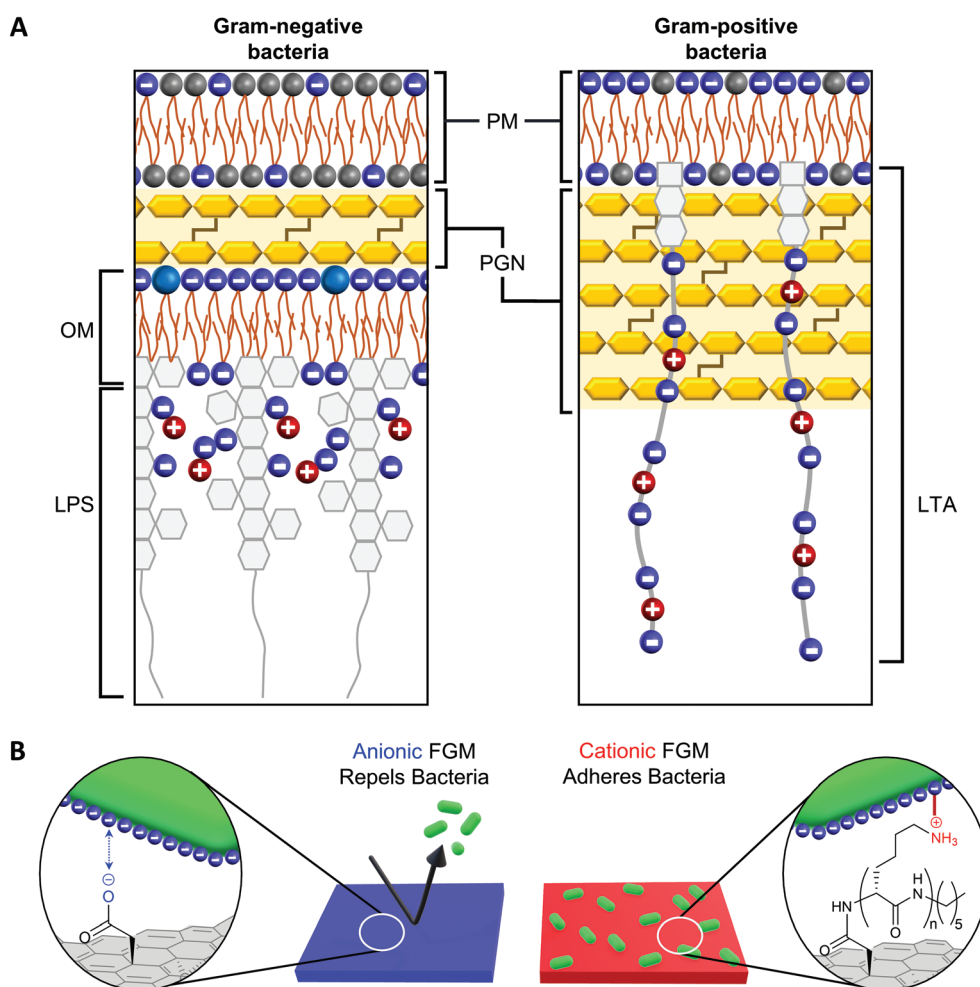 A
Gram-negative
bacteria
Gram-positive
bacteria
PM
PGN
OM
LPS
LTA
B
Anionic FGM
Repels Bacteria
Cationic FGM
Adheres Bacteria
⊖
O
O
⊕
NH3
H
N
NH
O
n
5
O